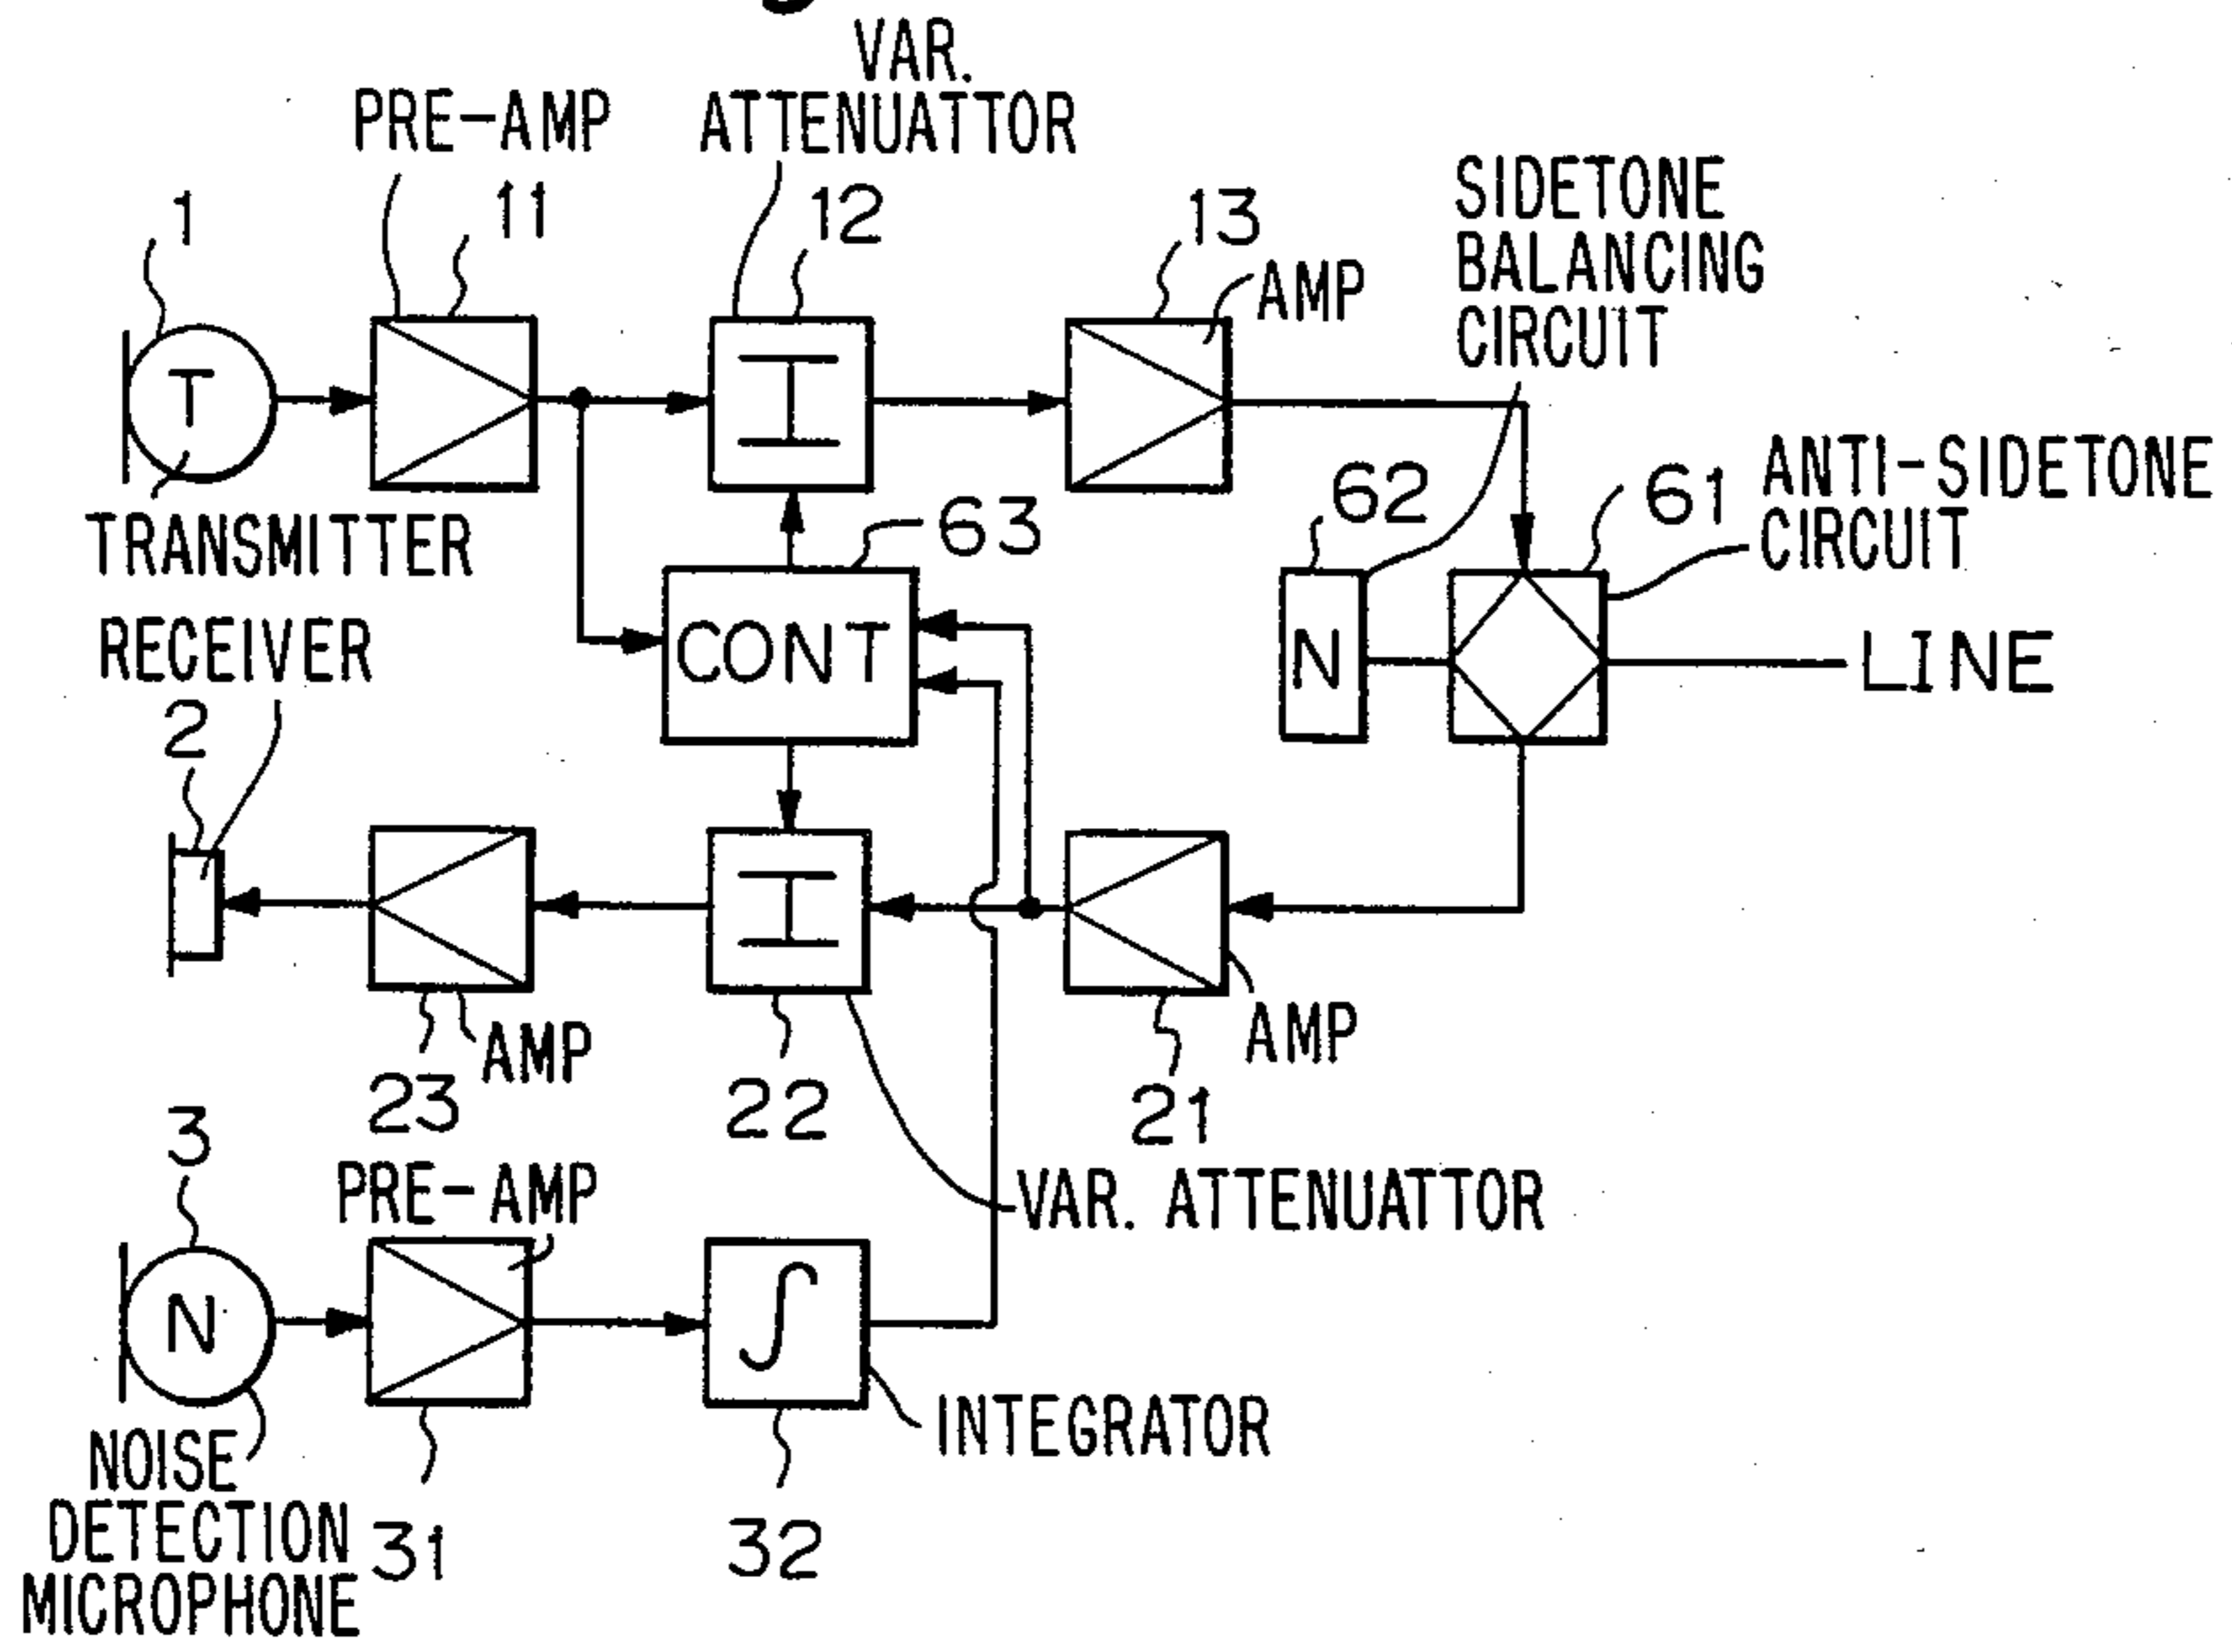 VAR.
ATTENUATTOR
PRE-AMP
1
11
12
13
AMP
SIDETONE
BALANCING
CIRCUIT
T
I
TRANSMITTER
63
62
61
ANTI-SIDETONE
CIRCUIT
RECEIVER
CONT
N
LINE
2
I
AMP
23
22
AMP
21
3
PRE-AMP
VAR. ATTENUATTOR
N
∫
INTEGRATOR
NOISE
DETECTION
MICROPHONE
31
32